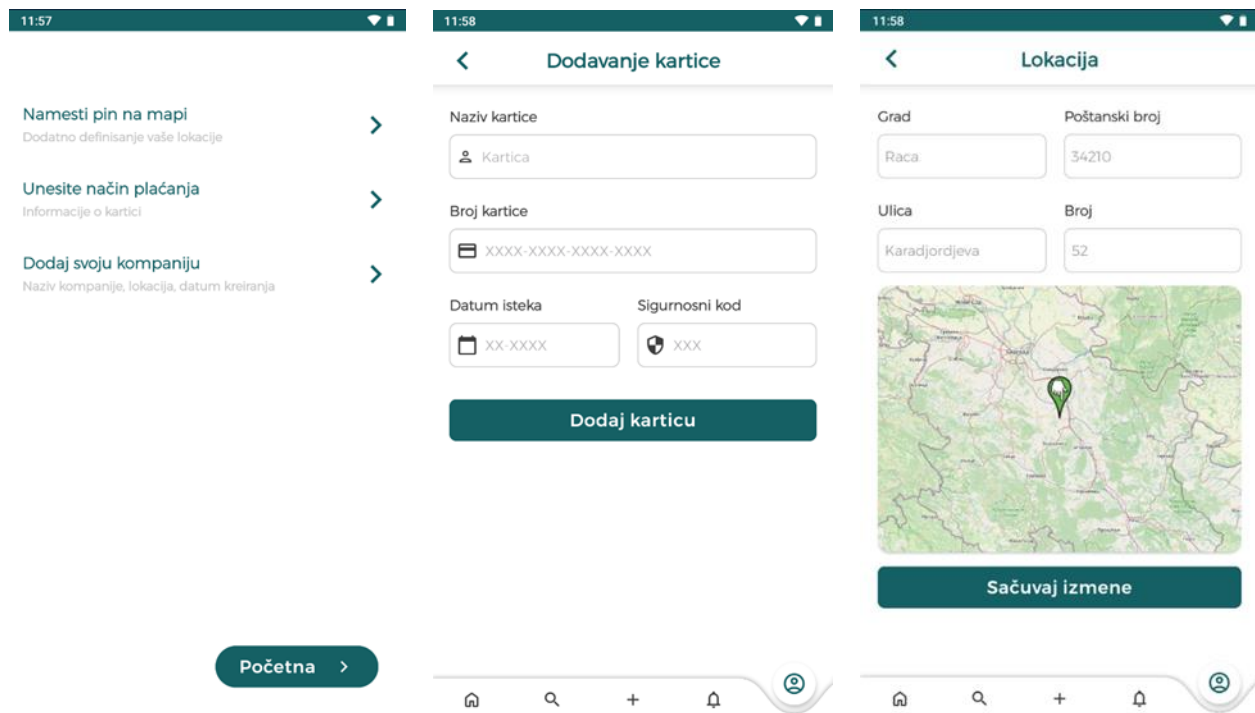 11:57
Namesti pin na mapi
Dodatno definisanje vaše lokacije
Unesite način plaćanja
Informacije o kartici
Dodaj svoju kompaniju
Naziv kompanije, lokacija, datum kreiranja
Početna
11:58
Dodavanje kartice
Naziv kartice
Kartica
Broj kartice
XXXX-XXXX-XXXX-XXXX
Datum isteka
Sigurnosni kod
XX-XXXX
XXX
Dodaj karticu
11:58
Lokacija
Grad
Poštanski broj
Raca
34210
Ulica
Broj
Karadjordjeva
52
Sačuvaj izmene